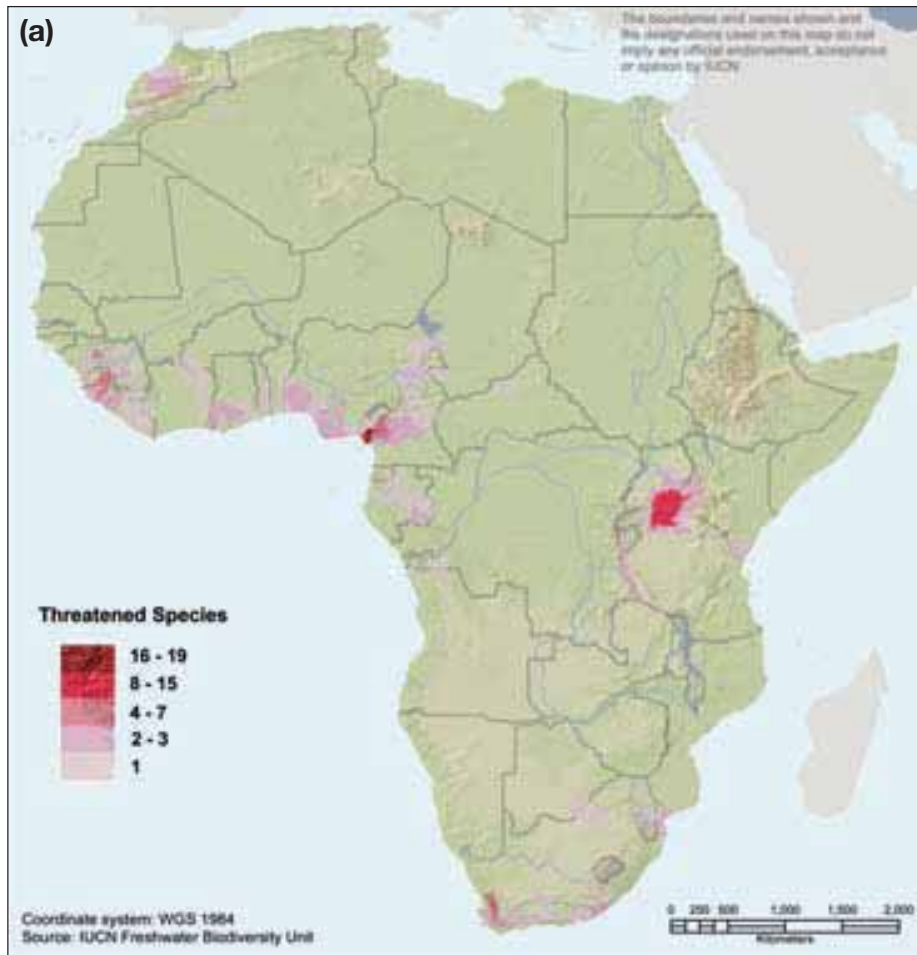 (a)
The boundaries and names shown and
the designations used on this map do not
imply any official endorsement, acceptance
or opinion by IUCN
Threatened Species
16 - 19
8 - 15
4 - 7
2 - 3
1
Coordinate system: WGS 1984
Source: IUCN Freshwater Biodiversity Unit
0 250 500 1,000 1,500 2,000
Kilometers